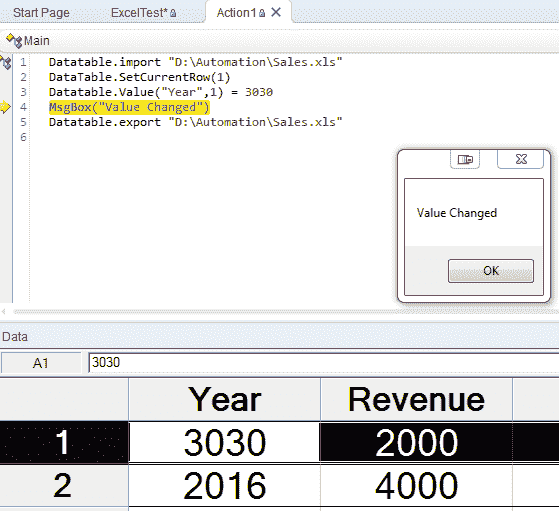 Start Page ExcelTest* Action1
Main
1 Datatable.import "D:\Automation\Sales.xls"
2 DataTable.SetCurrentRow(1)
3 Datatable.Value("Year",1) = 3030
4 MsgBox("Value Changed")
5 Datatable.export "D:\Automation\Sales.xls"
6
Value Changed
OK
Data
A1 3030
Year Revenue
1 3030 2000
2 2016 4000